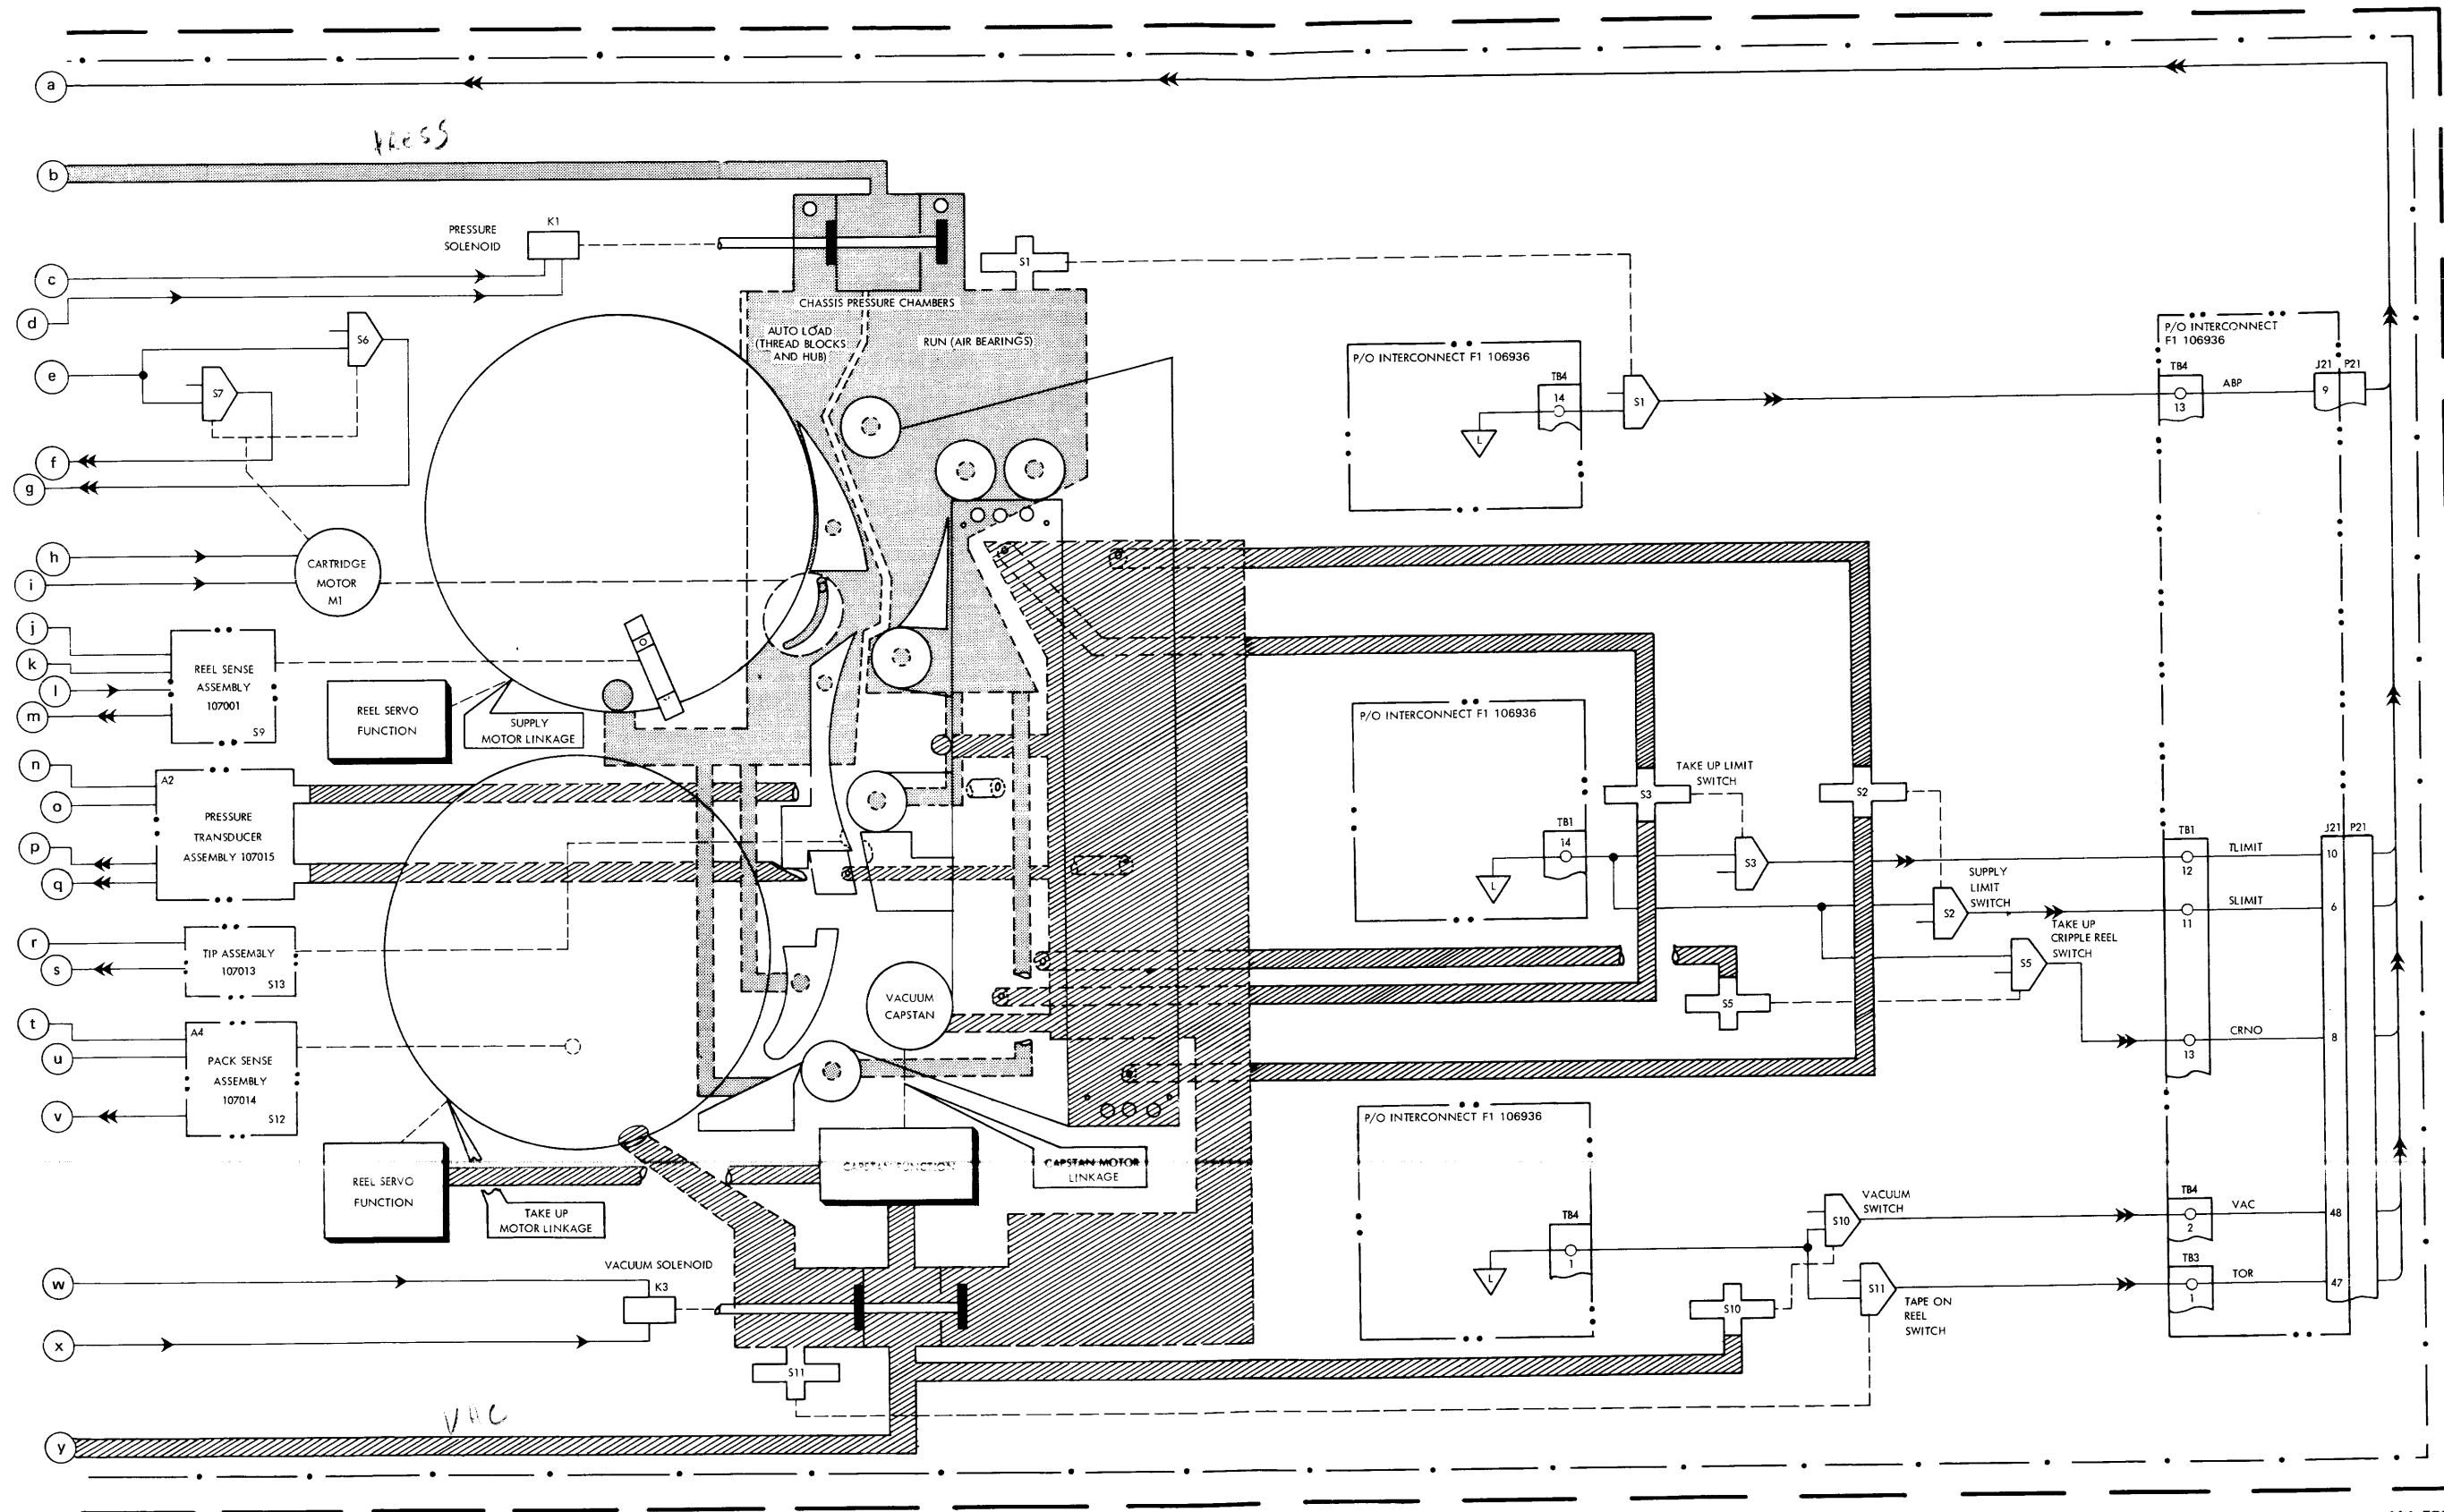 a
PRESS
b
K1
PRESSURE
SOLENOID
S1
c
d
CHASSIS PRESSURE CHAMBERS
AUTO LOAD
(THREAD BLOCKS
AND HUB)
RUN (AIR BEARINGS)
S6
e
S7
f
g
P/O INTERCONNECT F1 106936
TB4
14
L
S1
P/O INTERCONNECT
F1 106936
TB4
13
ABP
J21 P21
9
h
i
CARTRIDGE
MOTOR
M1
j
k
l
m
REEL SENSE
ASSEMBLY
107001
S9
REEL SERVO
FUNCTION
SUPPLY
MOTOR LINKAGE
P/O INTERCONNECT F1 106936
TB1
14
L
n
o
p
q
A2
PRESSURE
TRANSDUCER
ASSEMBLY 107015
TAKE UP LIMIT
SWITCH
S3
S2
S3
TB1
12
TLIMIT
J21 P21
10
SUPPLY
LIMIT
SWITCH
S2
11
SLIMIT
6
TAKE UP
CRIPPLE REEL
SWITCH
S5
S5
13
CRNO
8
r
s
TIP ASSEMBLY
107013
S13
VACUUM
CAPSTAN
t
u
v
A4
PACK SENSE
ASSEMBLY
107014
S12
P/O INTERCONNECT F1 106936
TB4
1
L
REEL SERVO
FUNCTION
TAKE UP
MOTOR LINKAGE
CAPSTAN FUNCTION
CAPSTAN MOTOR
LINKAGE
VACUUM
SWITCH
S10
TB4
2
VAC
48
S11
TAPE ON
REEL
SWITCH
TB3
1
TOR
47
w
x
VACUUM SOLENOID
K3
S10
S11
VAC
y